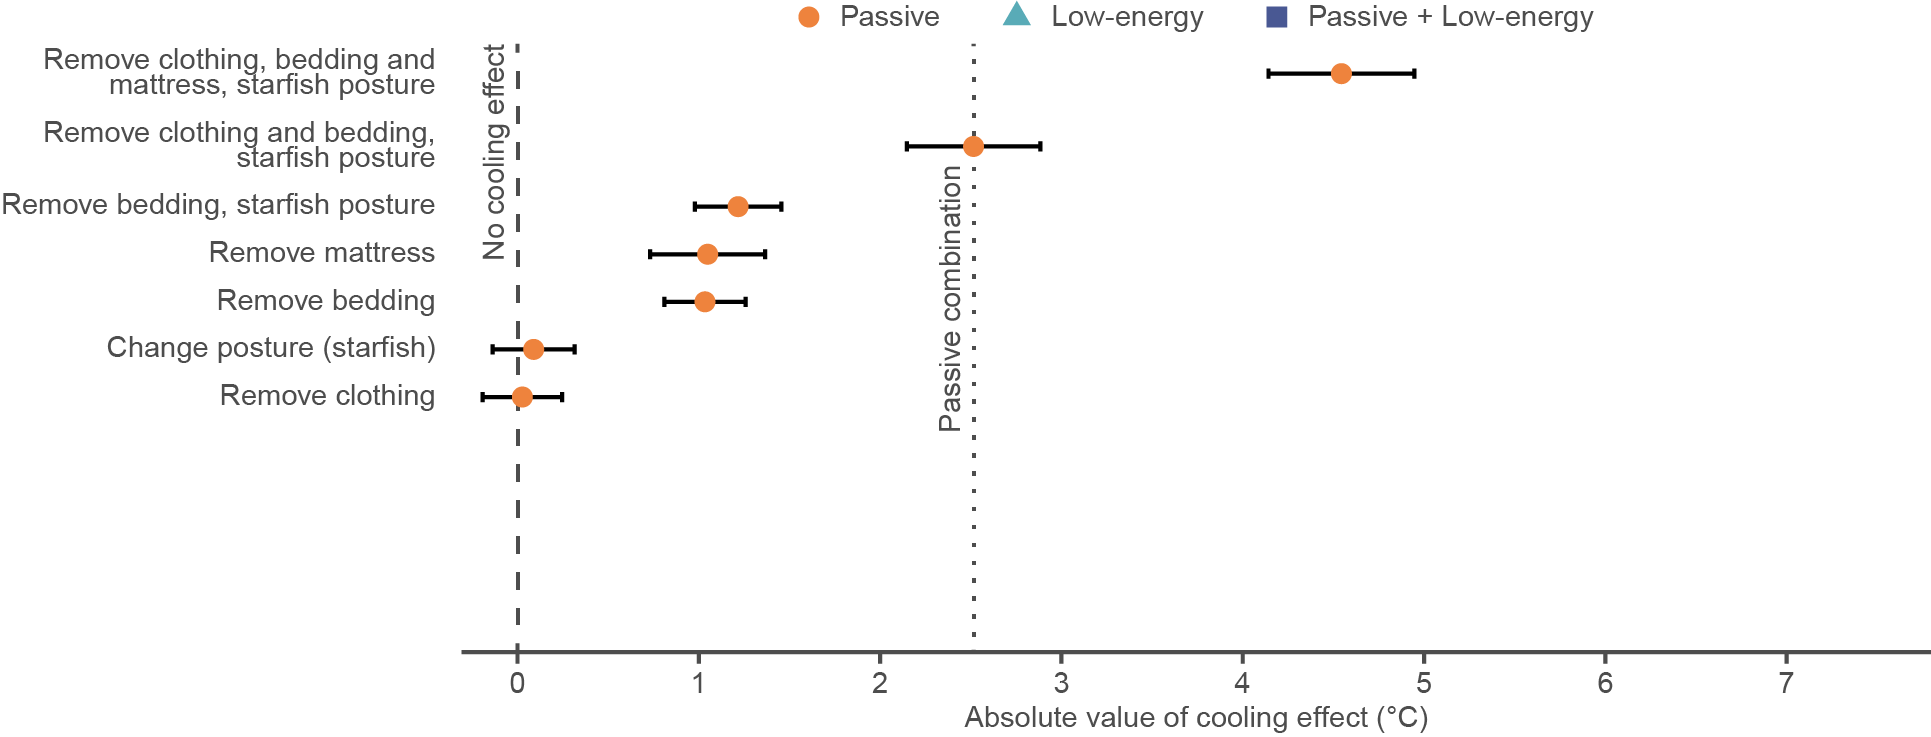 Passive
Low-energy
Passive + Low-energy
Remove clothing, bedding and
mattress, starfish posture
Remove clothing and bedding,
starfish posture
Remove bedding, starfish posture
Remove mattress
Remove bedding
Change posture (starfish)
Remove clothing
No cooling effect
Passive combination
0 1 2 3 4 5 6 7
Absolute value of cooling effect (°C)